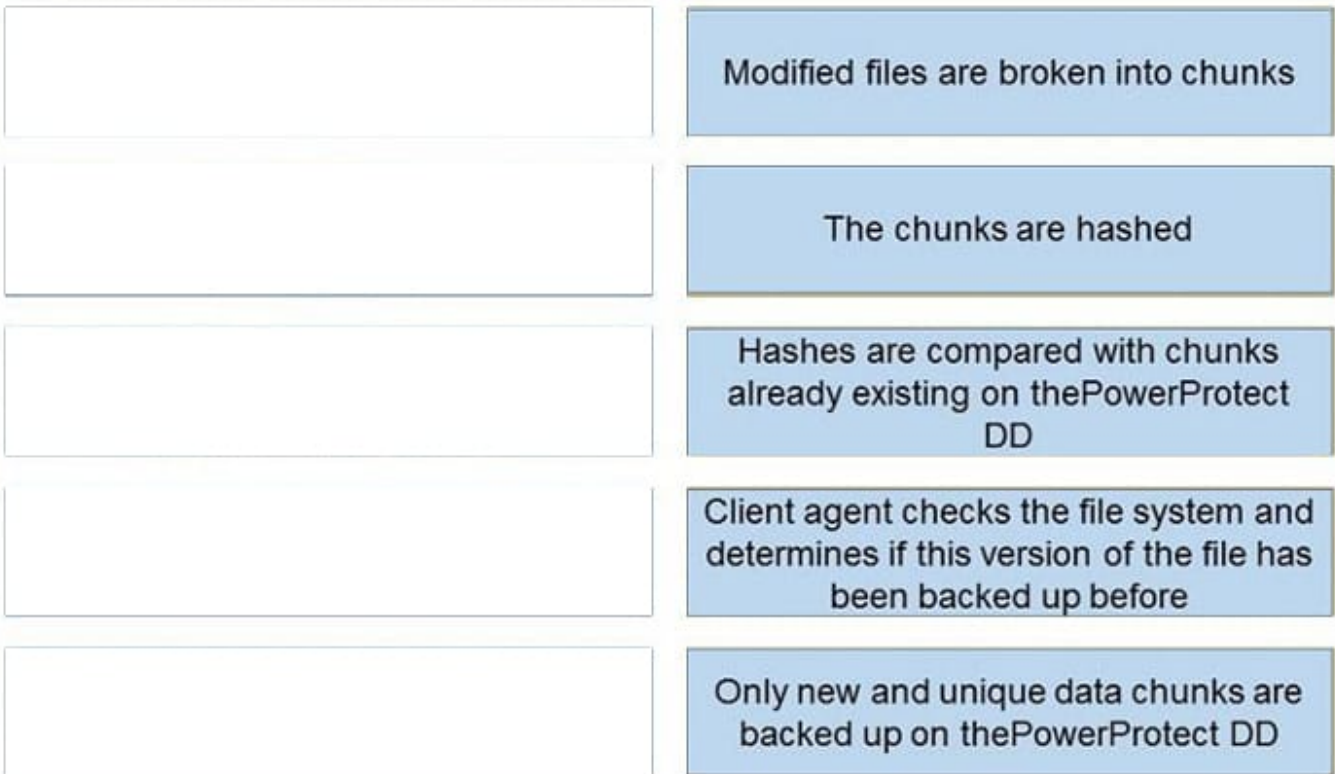 Modified files are broken into chunks
The chunks are hashed
Hashes are compared with chunks
already existing on thePowerProtect
DD
Client agent checks the file system and
determines if this version of the file has
been backed up before
Only new and unique data chunks are
backed up on thePowerProtect DD